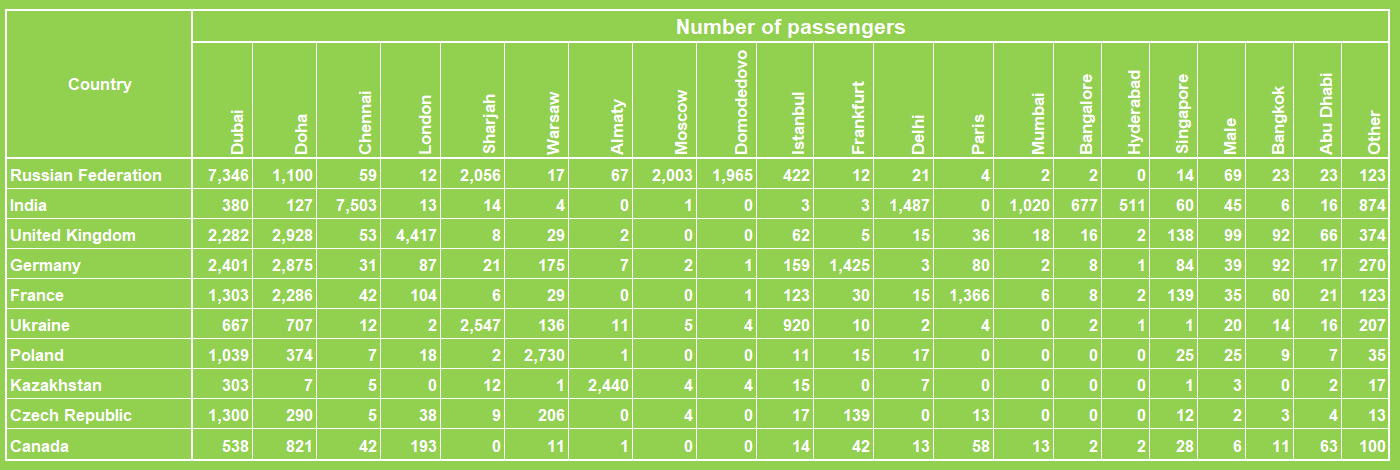 Number of passengers
Country Dubai Doha Chennai London Sharjah Warsaw Almaty Moscow Domodedovo Istanbul Frankfurt Delhi Paris Mumbai Bangalore Hyderabad Singapore Male Bangkok Abu Dhabi Other
Russian Federation 7,346 1,100 59 12 2,056 17 67 2,003 1,965 422 12 21 4 2 2 0 14 69 23 23 123
India 380 127 7,503 13 14 4 0 1 0 3 3 1,487 0 1,020 677 511 60 45 6 16 874
United Kingdom 2,282 2,928 53 4,417 8 29 2 0 0 62 5 15 36 18 16 2 138 99 92 66 374
Germany 2,401 2,875 31 87 21 175 7 2 1 159 1,425 3 80 2 8 1 84 39 92 17 270
France 1,303 2,286 42 104 6 29 0 0 1 123 30 15 1,366 6 8 2 139 35 60 21 123
Ukraine 667 707 12 2 2,547 136 11 5 4 920 10 2 4 0 2 1 1 20 14 16 207
Poland 1,039 374 7 18 2 2,730 1 0 0 11 15 17 0 0 0 0 25 25 9 7 35
Kazakhstan 303 7 5 0 12 1 2,440 4 4 15 0 7 0 0 0 0 1 3 0 2 17
Czech Republic 1,300 290 5 38 9 206 0 4 0 17 139 0 13 0 0 0 12 2 3 4 13
Canada 538 821 42 193 0 11 1 0 0 14 42 13 58 13 2 2 28 6 11 63 100